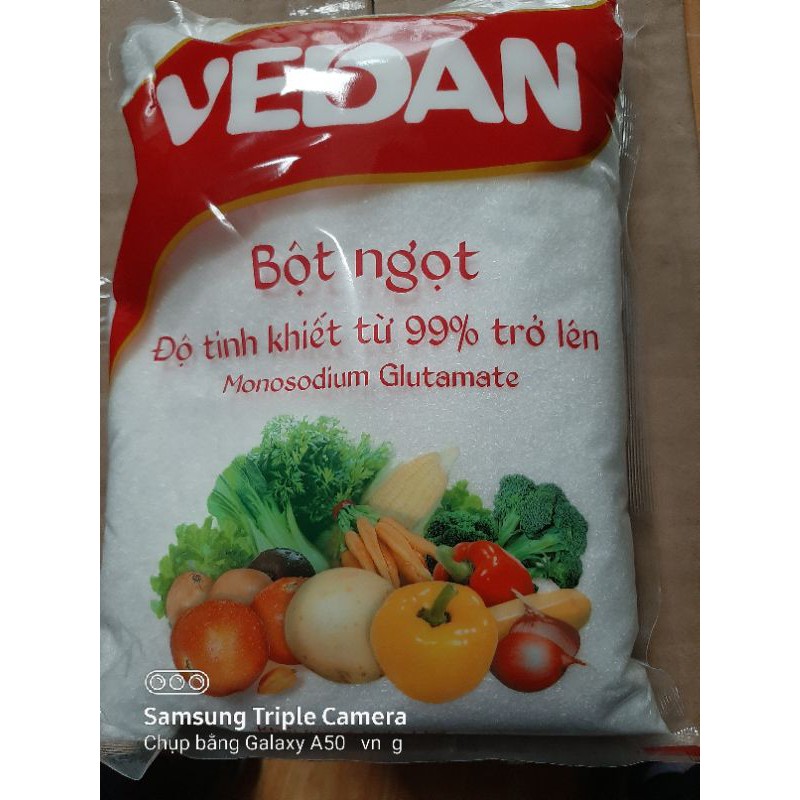 VEDAN
Bột ngọt
Độ tinh khiết từ 99% trở lên
Monosodium Glutamate
Samsung Triple Camera
Chụp bằng Galaxy A50 vn g